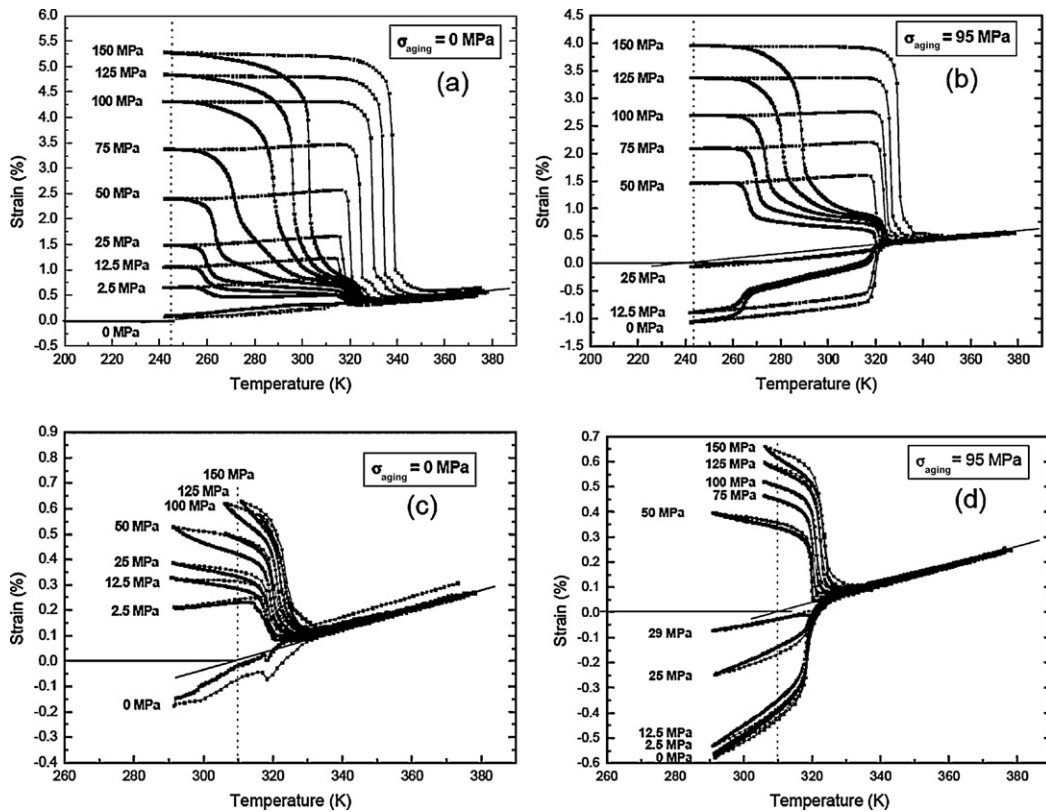 6.0
5.5
5.0
4.5
4.0
3.5
3.0
2.5
2.0
1.5
1.0
0.5
0.0
-0.5
Strain (%)
150 MPa
125 MPa
100 MPa
75 MPa
50 MPa
25 MPa
12.5 MPa
2.5 MPa
0 MPa
σaging = 0 MPa
(a)
200 220 240 260 280 300 320 340 360 380 400
Temperature (K)
4.5
4.0
3.5
3.0
2.5
2.0
1.5
1.0
0.5
0.0
-0.5
-1.0
-1.5
Strain (%)
150 MPa
125 MPa
100 MPa
75 MPa
50 MPa
25 MPa
12.5 MPa
0 MPa
σaging = 95 MPa
(b)
200 220 240 260 280 300 320 340 360 380
Temperature (K)
0.9
0.8
0.7
0.6
0.5
0.4
0.3
0.2
0.1
0.0
-0.1
-0.2
-0.3
-0.4
Strain (%)
150 MPa
125 MPa
100 MPa
50 MPa
25 MPa
12.5 MPa
2.5 MPa
0 MPa
σaging = 0 MPa
(c)
260 280 300 320 340 360 380 400
Temperature (K)
0.7
0.6
0.5
0.4
0.3
0.2
0.1
0.0
-0.1
-0.2
-0.3
-0.4
-0.5
-0.6
Strain (%)
150 MPa
125 MPa
100 MPa
75 MPa
50 MPa
29 MPa
25 MPa
12.5 MPa
2.5 MPa
0 MPa
σaging = 95 MPa
(d)
260 280 300 320 340 360 380
Temperature (K)